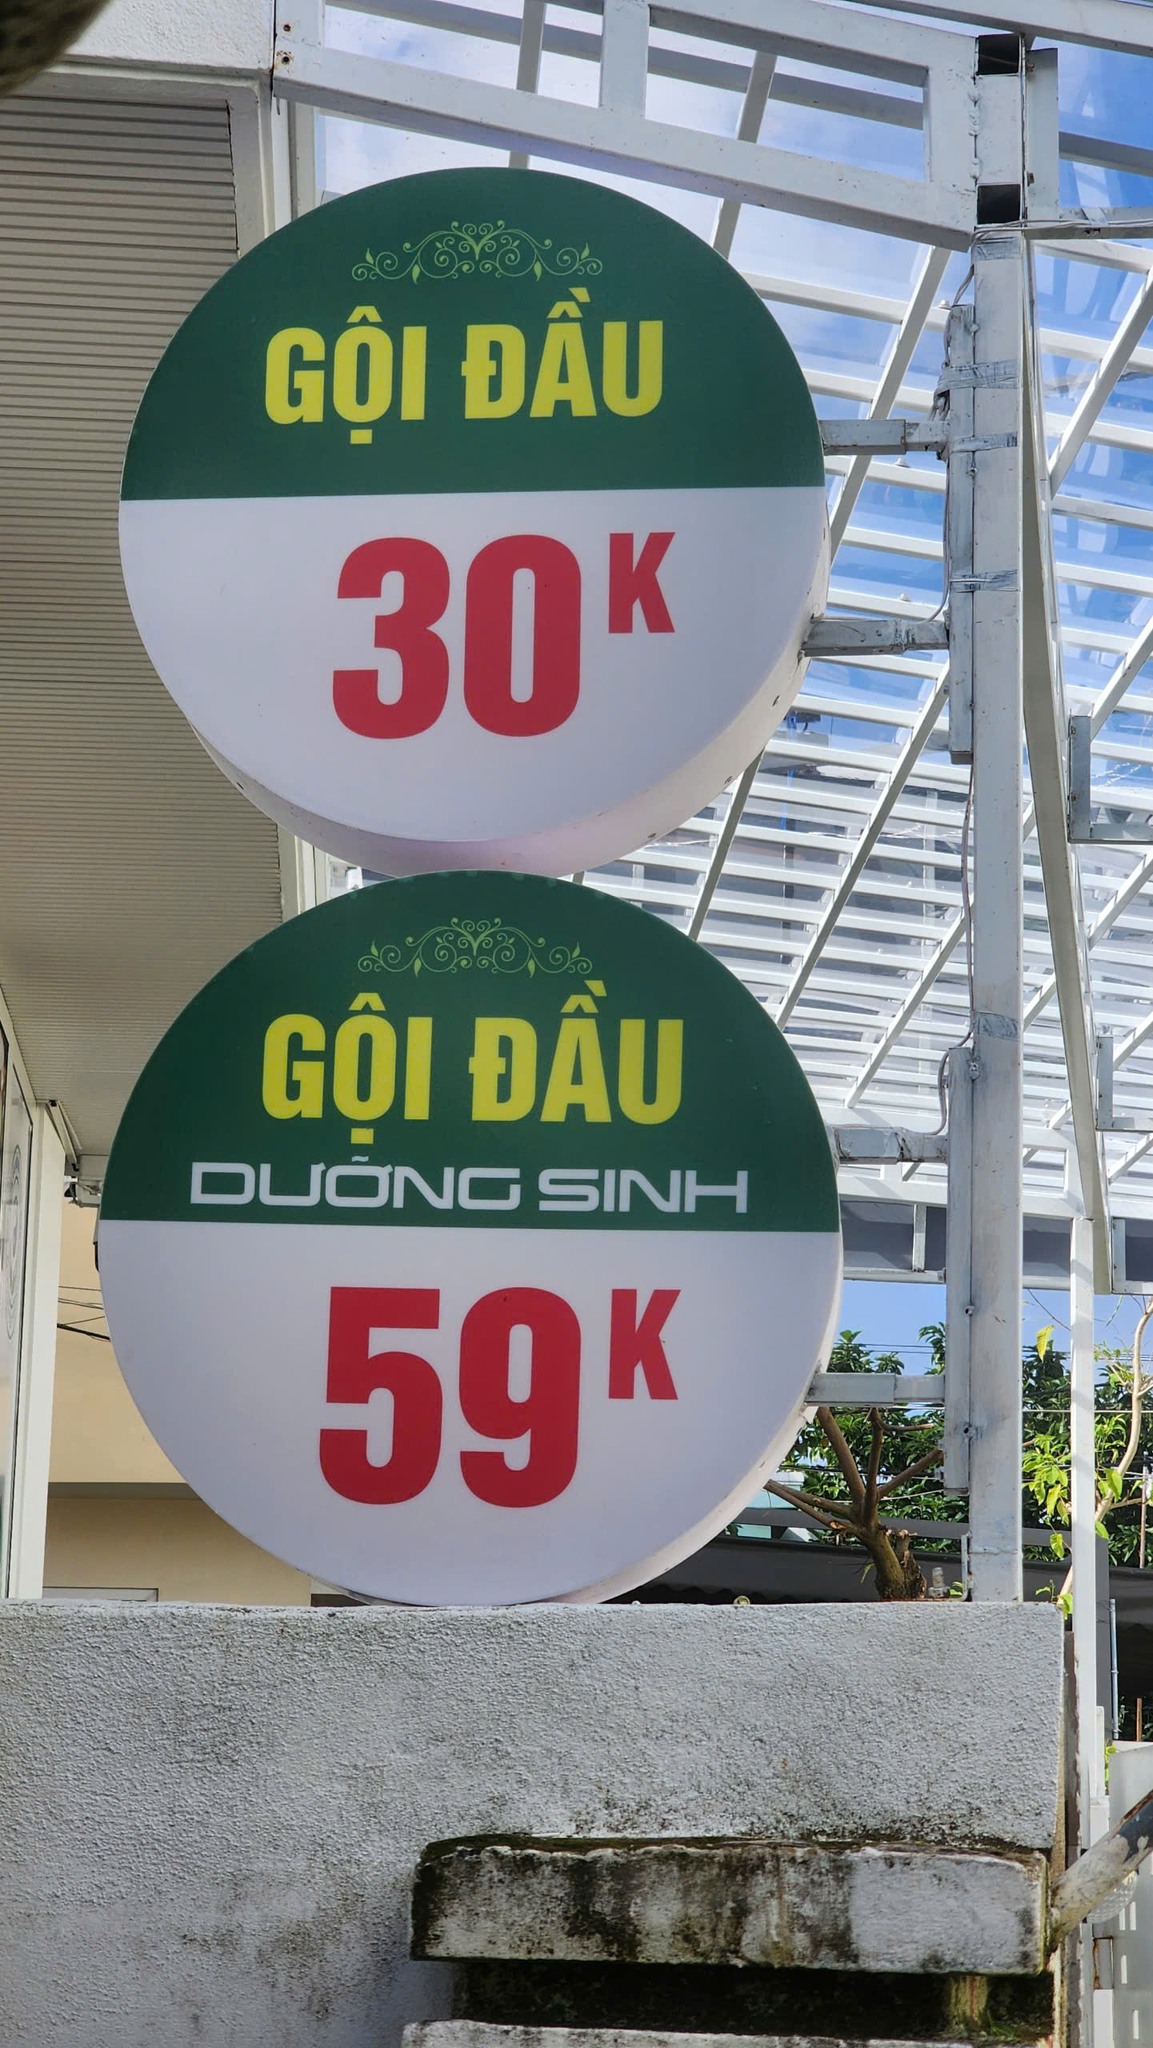 GỘI ĐẦU
30K
GỘI ĐẦU
DƯỠNG SINH
59K